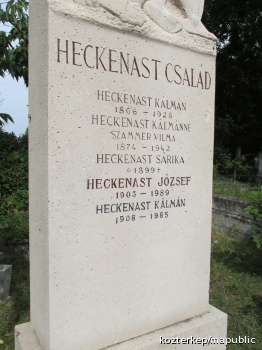 HECKENAST CSALÁD
HECKENAST KÁLMÁN
1866 - 1928
HECKENAST KÁLMÁNNÉ
SZAMMER VILMA
1874 - 1942
HECKENAST SÁRIKA
* 1899 +
HECKENAST JÓZSEF
1903 - 1989
HECKENAST KÁLMÁN
1908 - 1985
kozterkep/mapublic